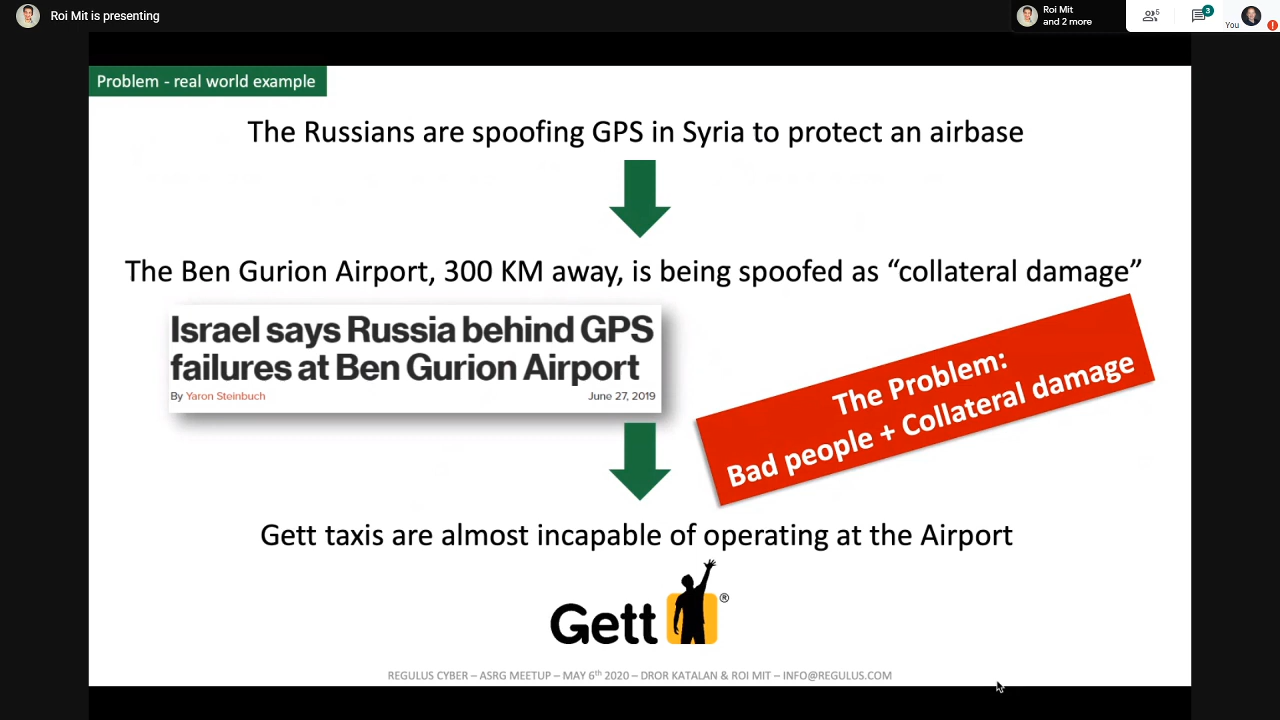 Roi Mit is presenting
Roi Mit
and 2 more
5
3
You
Problem - real world example
The Russians are spoofing GPS in Syria to protect an airbase
The Ben Gurion Airport, 300 KM away, is being spoofed as “collateral damage”
Israel says Russia behind GPS
failures at Ben Gurion Airport
By Yaron Steinbuch June 27, 2019
The Problem:
Bad people + Collateral damage
Gett taxis are almost incapable of operating at the Airport
Gett®
REGULUS CYBER – ASRG MEETUP – MAY 6th 2020 – DROR KATALAN & ROI MIT – INFO@REGULUS.COM